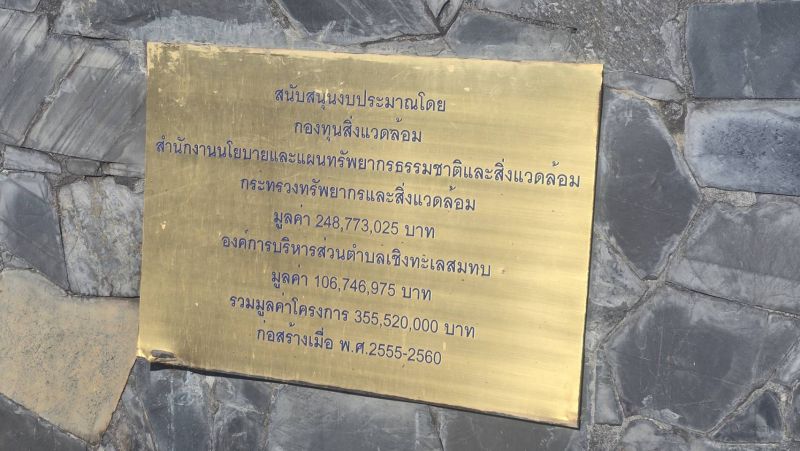 สนับสนุนงบประมาณโดย
กองทุนสิ่งแวดล้อม
สำนักงานนโยบายและแผนทรัพยากรธรรมชาติและสิ่งแวดล้อม
กระทรวงทรัพยากรและสิ่งแวดล้อม
มูลค่า 248,773,025 บาท
องค์การบริหารส่วนตำบลเชิงทะเลสมทบ
มูลค่า 106,746,975 บาท
รวมมูลค่าโครงการ 355,520,000 บาท
ก่อสร้างเมื่อ พ.ศ.2555-2560